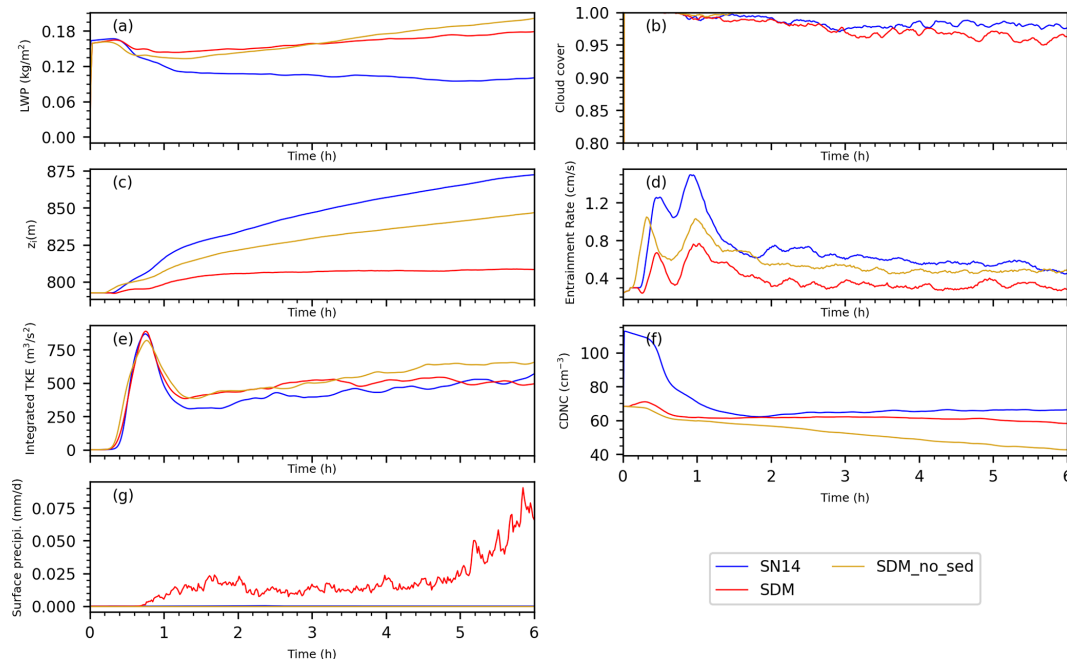 (a)
LWP (kg/m²)
0.18
0.12
0.06
0.00
Time (h)
(b)
Cloud cover
1.00
0.95
0.90
0.85
0.80
Time (h)
(c)
zᵢ(m)
875
850
825
800
Time (h)
(d)
Entrainment Rate (cm/s)
1.2
0.8
0.4
Time (h)
(e)
Integrated TKE (m³/s²)
750
500
250
0
Time (h)
(f)
CDNC (cm⁻³)
100
80
60
40
0 1 2 3 4 5 6
Time (h)
(g)
Surface precipi. (mm/d)
0.075
0.050
0.025
0.000
0 1 2 3 4 5 6
Time (h)
SN14
SDM
SDM_no_sed